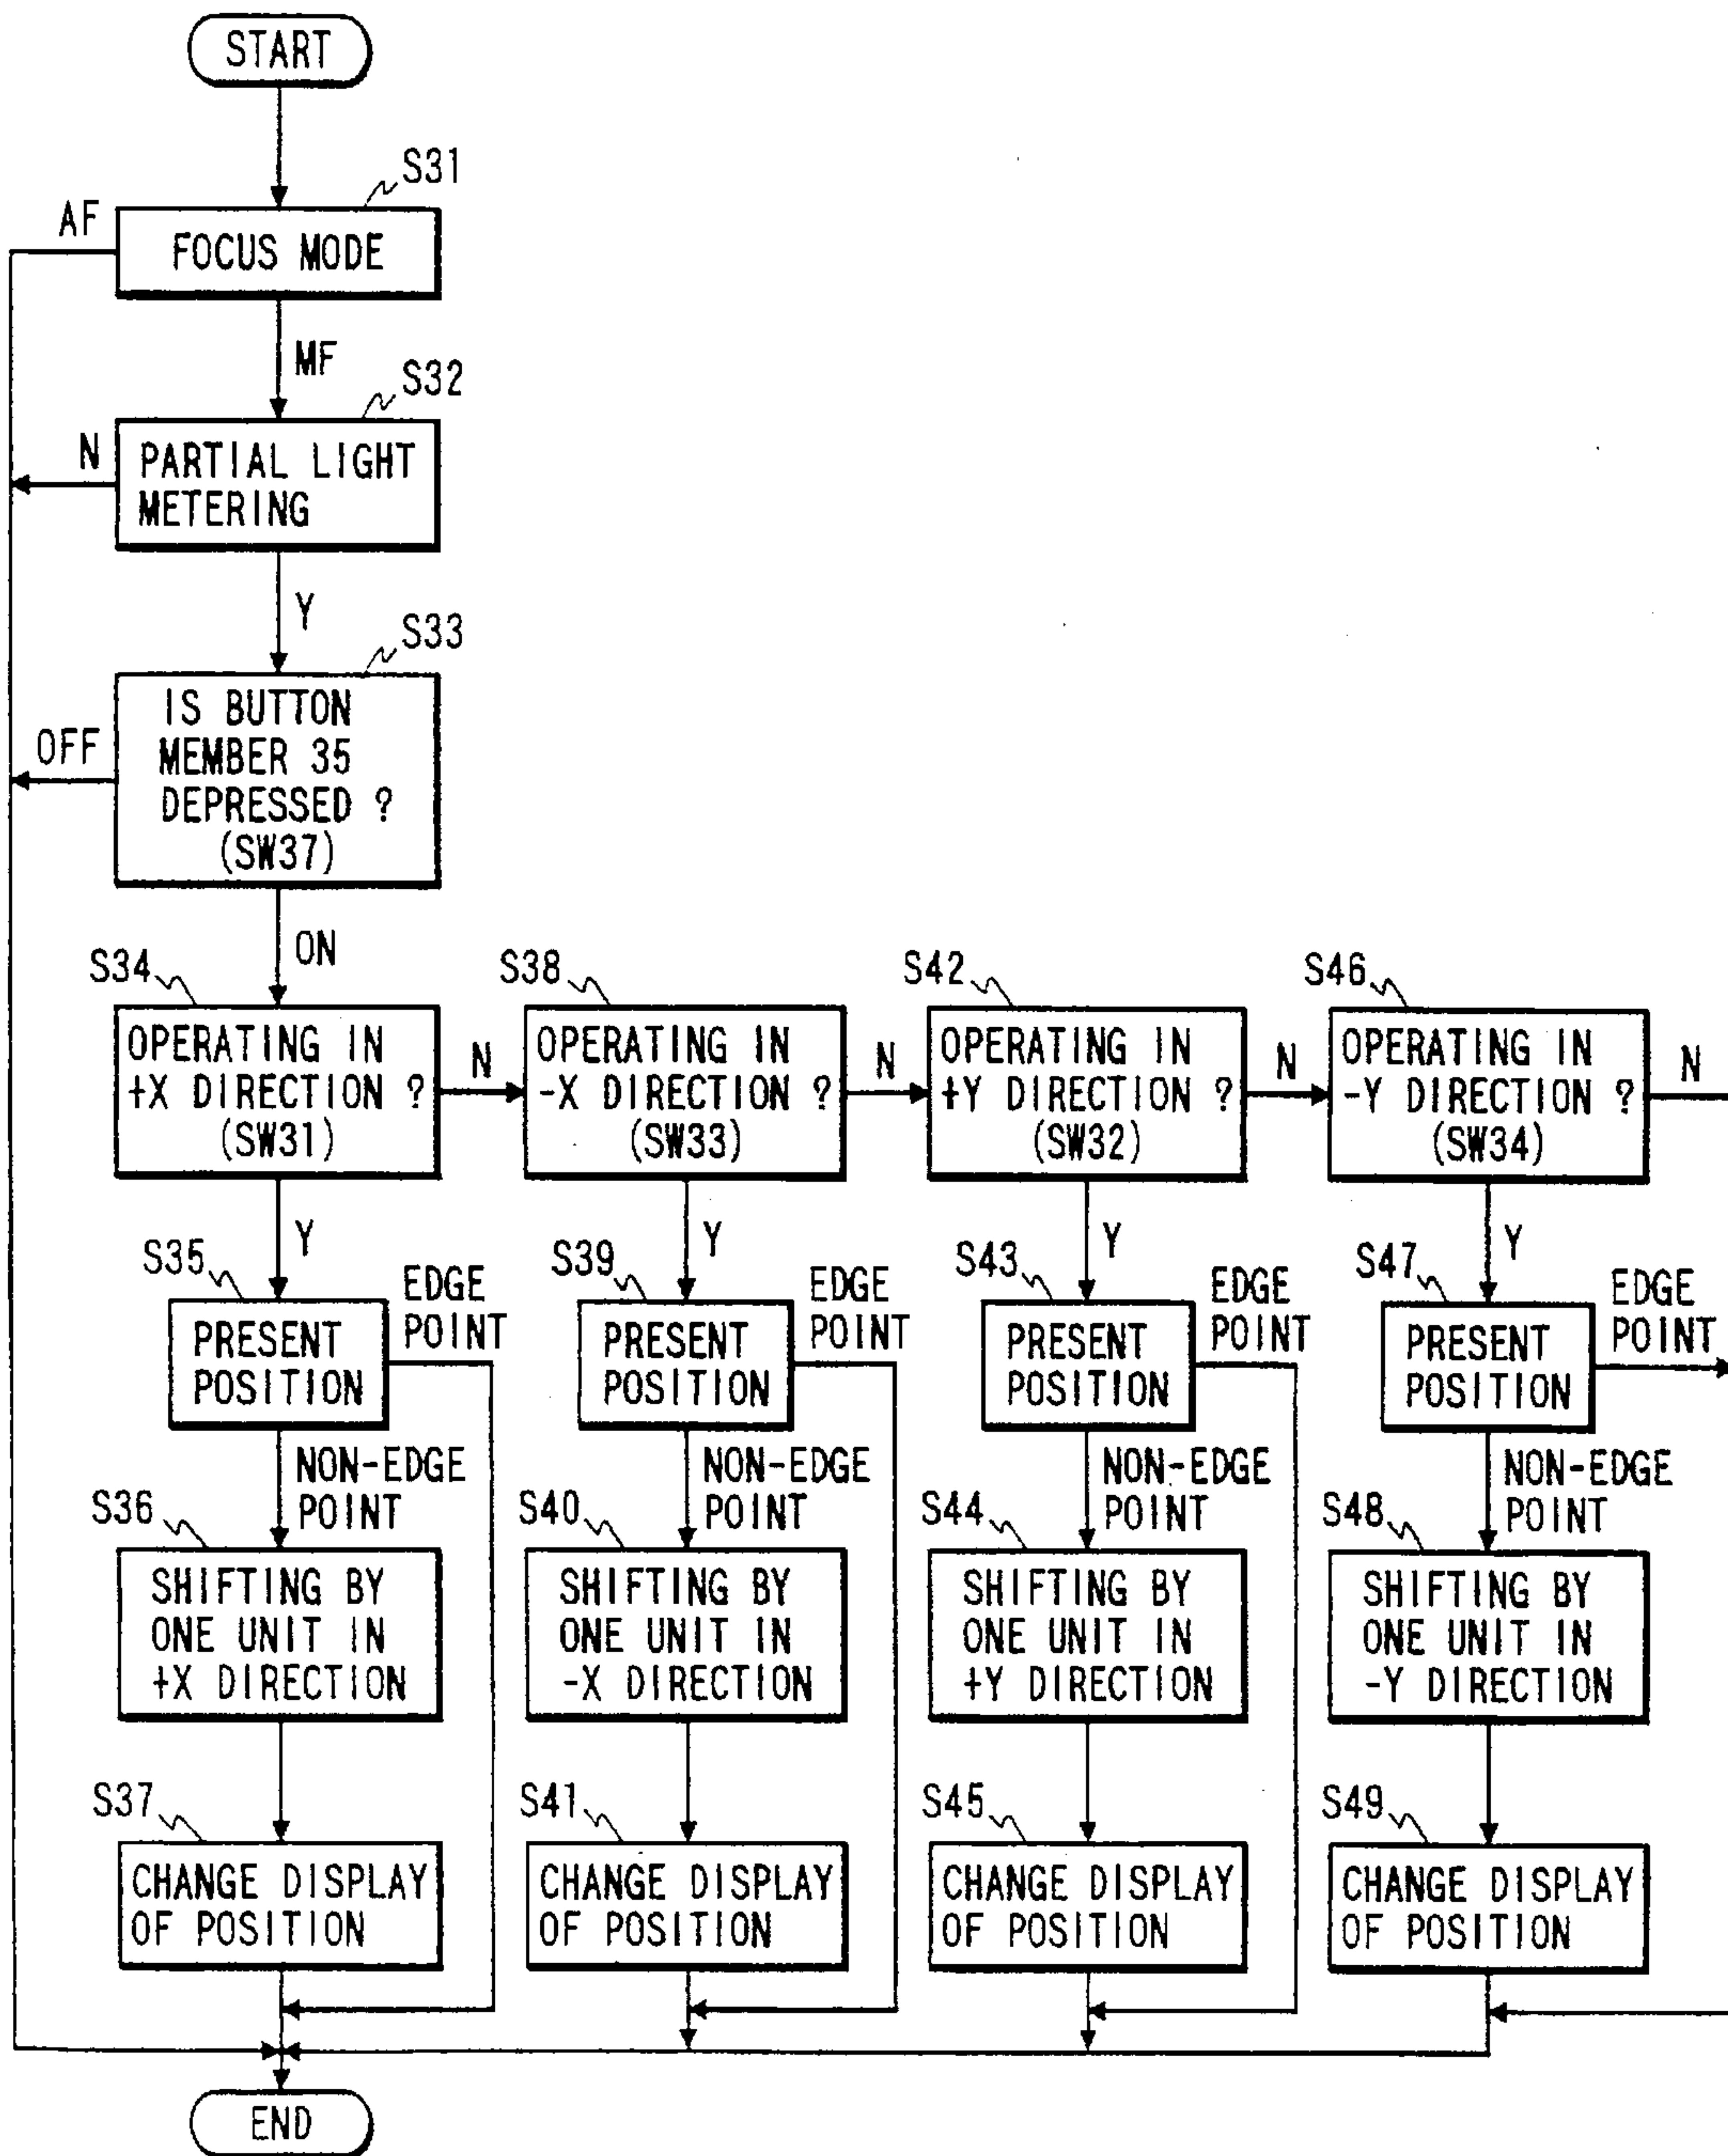 START
S31
AF
FOCUS MODE
MF
S32
N
PARTIAL LIGHT
METERING
Y
S33
OFF
IS BUTTON
MEMBER 35
DEPRESSED ?
(SW37)
ON
S34
OPERATING IN
+X DIRECTION ?
(SW31)
N
S38
OPERATING IN
-X DIRECTION ?
(SW33)
N
S42
OPERATING IN
+Y DIRECTION ?
(SW32)
N
S46
OPERATING IN
-Y DIRECTION ?
(SW34)
N
Y
S35
PRESENT
POSITION
EDGE
POINT
NON-EDGE
POINT
S36
SHIFTING BY
ONE UNIT IN
+X DIRECTION
S37
CHANGE DISPLAY
OF POSITION
Y
S39
PRESENT
POSITION
EDGE
POINT
NON-EDGE
POINT
S40
SHIFTING BY
ONE UNIT IN
-X DIRECTION
S41
CHANGE DISPLAY
OF POSITION
Y
S43
PRESENT
POSITION
EDGE
POINT
NON-EDGE
POINT
S44
SHIFTING BY
ONE UNIT IN
+Y DIRECTION
S45
CHANGE DISPLAY
OF POSITION
Y
S47
PRESENT
POSITION
EDGE
POINT
NON-EDGE
POINT
S48
SHIFTING BY
ONE UNIT IN
-Y DIRECTION
S49
CHANGE DISPLAY
OF POSITION
END